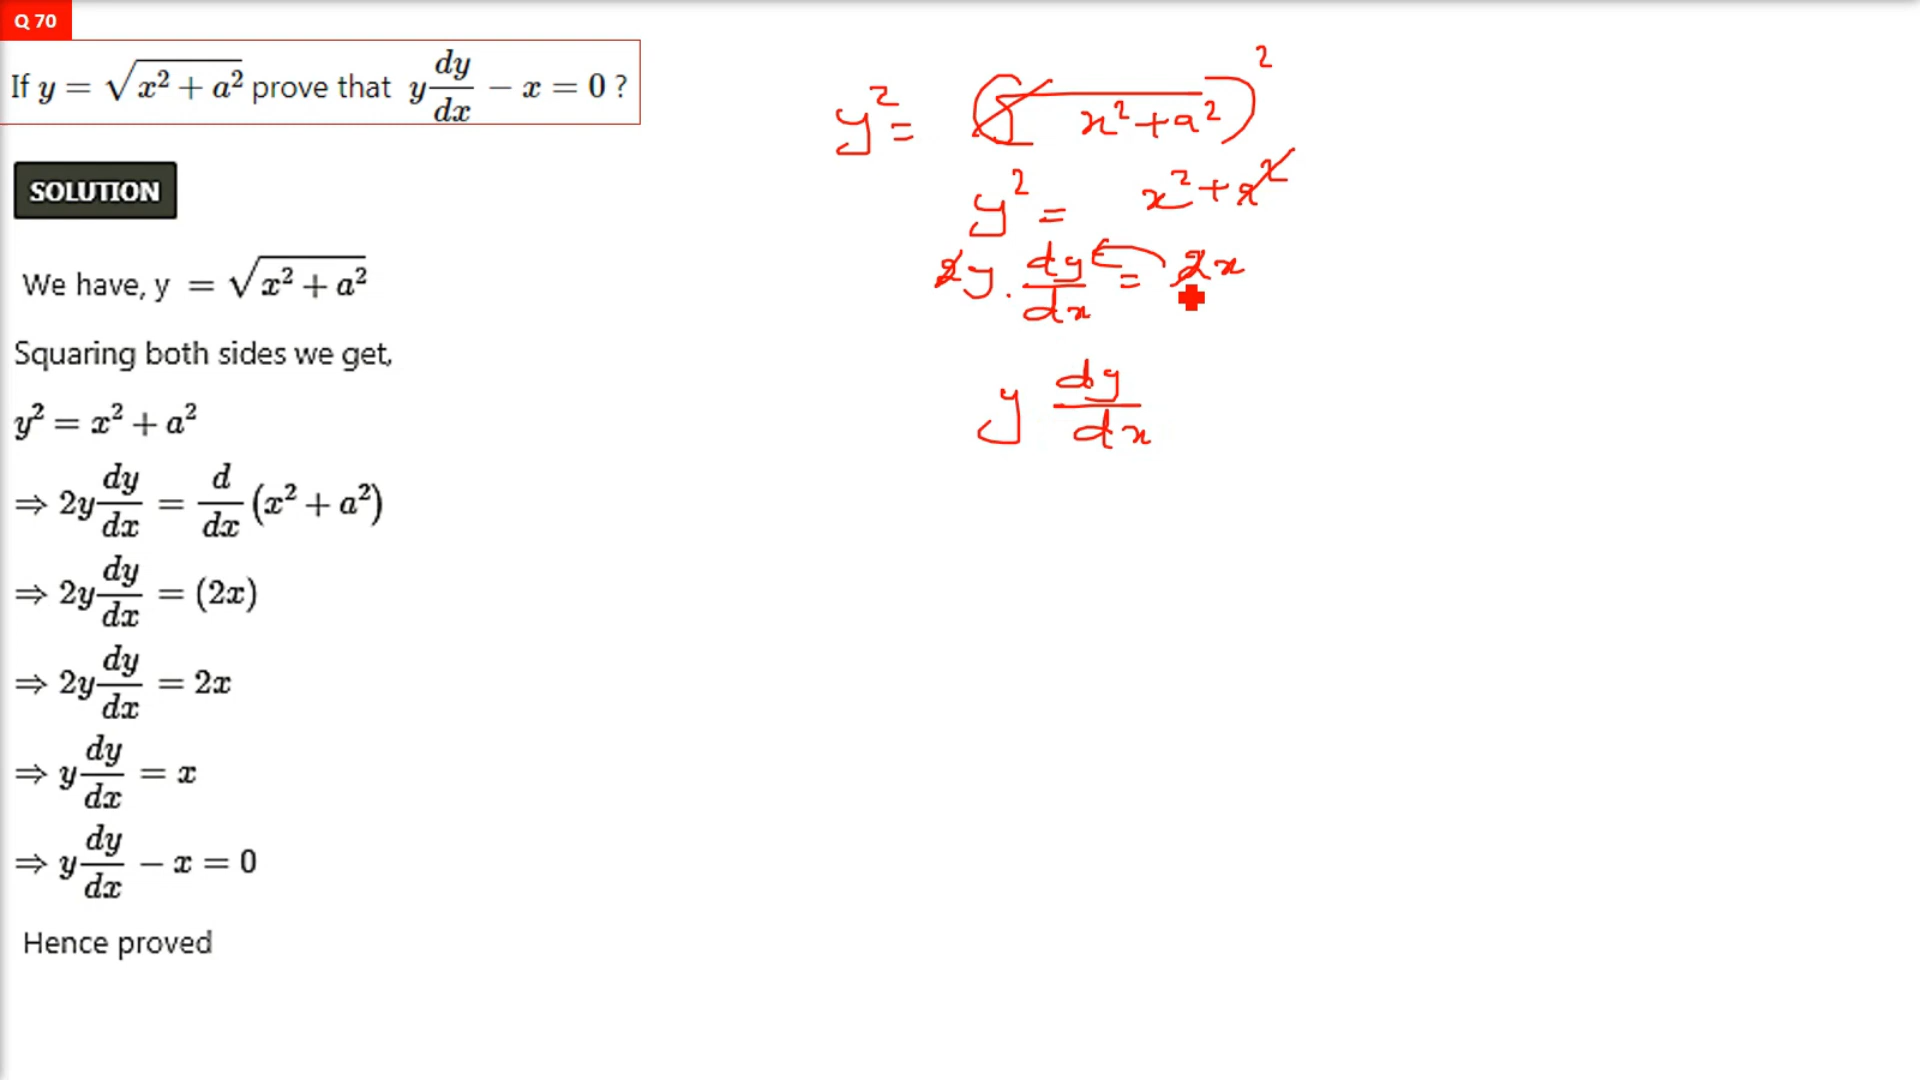 Q 70
If y = √(x² + a²) prove that y dy/dx − x = 0 ?
SOLUTION
We have, y = √(x² + a²)
Squaring both sides we get,
y² = x² + a²
⇒ 2y dy/dx = d/dx (x² + a²)
⇒ 2y dy/dx = (2x)
⇒ 2y dy/dx = 2x
⇒ y dy/dx = x
⇒ y dy/dx − x = 0
Hence proved
y² = (√(x² + a²))²
y² = x² + a²
2y · dy/dx = 2x
y dy/dx